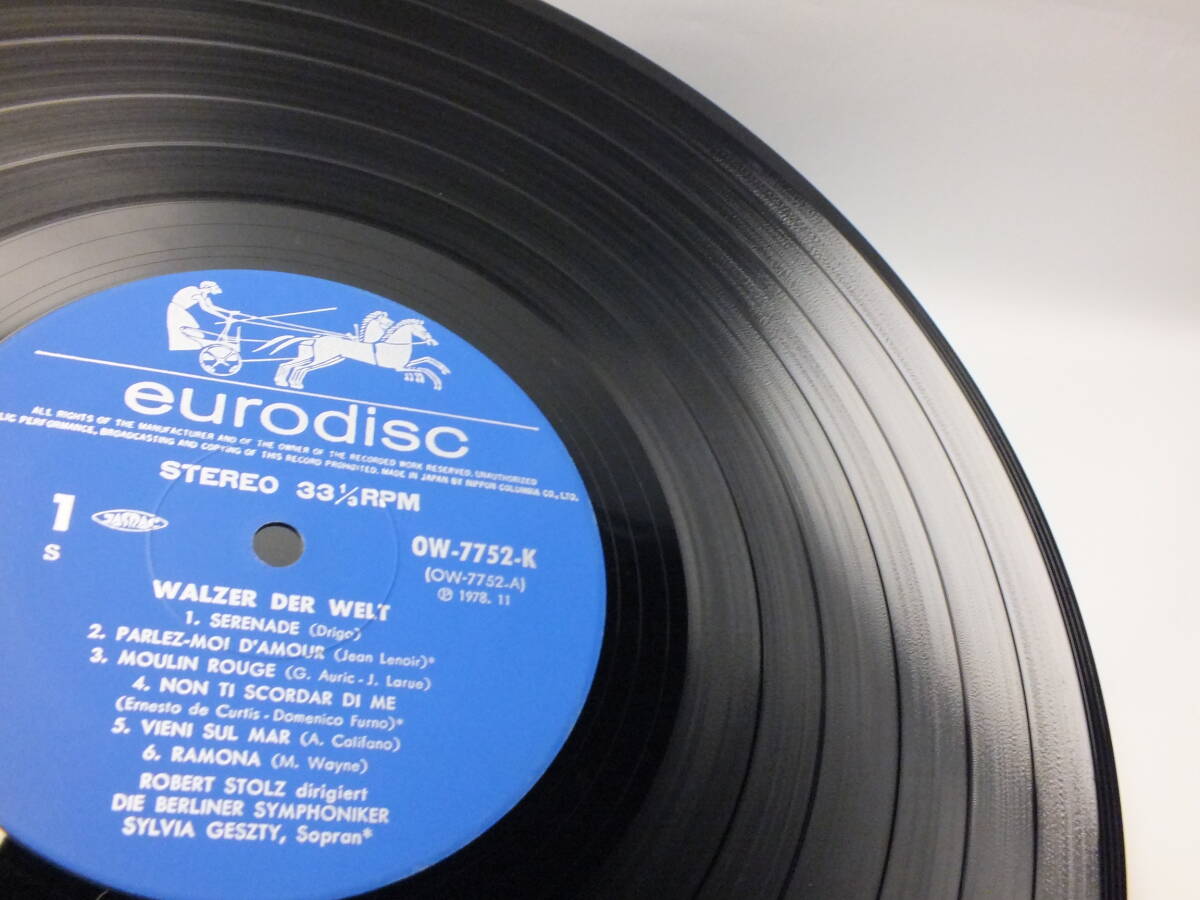 eurodisc
ALL RIGHTS OF THE MANUFACTURER AND OF THE OWNER OF THE RECORDED WORK RESERVED. UNAUTHORIZED
PERFORMANCE, BROADCASTING AND COPYING OF THIS RECORD PROHIBITED. MADE IN JAPAN BY NIPPON COLUMBIA CO., LTD.
STEREO 33 1/3 RPM
1
S
OW-7752-K
(OW-7752-A)
℗ 1978. 11
WALZER DER WELT
1. SERENADE (Drigo)
2. PARLEZ-MOI D'AMOUR (Jean Lenoir)*
3. MOULIN ROUGE (G. Auric - J. Larue)
4. NON TI SCORDAR DI ME
(Ernesto de Curtis - Domenico Furno)*
5. VIENI SUL MAR (A. Califano)
6. RAMONA (M. Wayne)
ROBERT STOLZ dirigiert
DIE BERLINER SYMPHONIKER
SYLVIA GESZTY, Sopran*